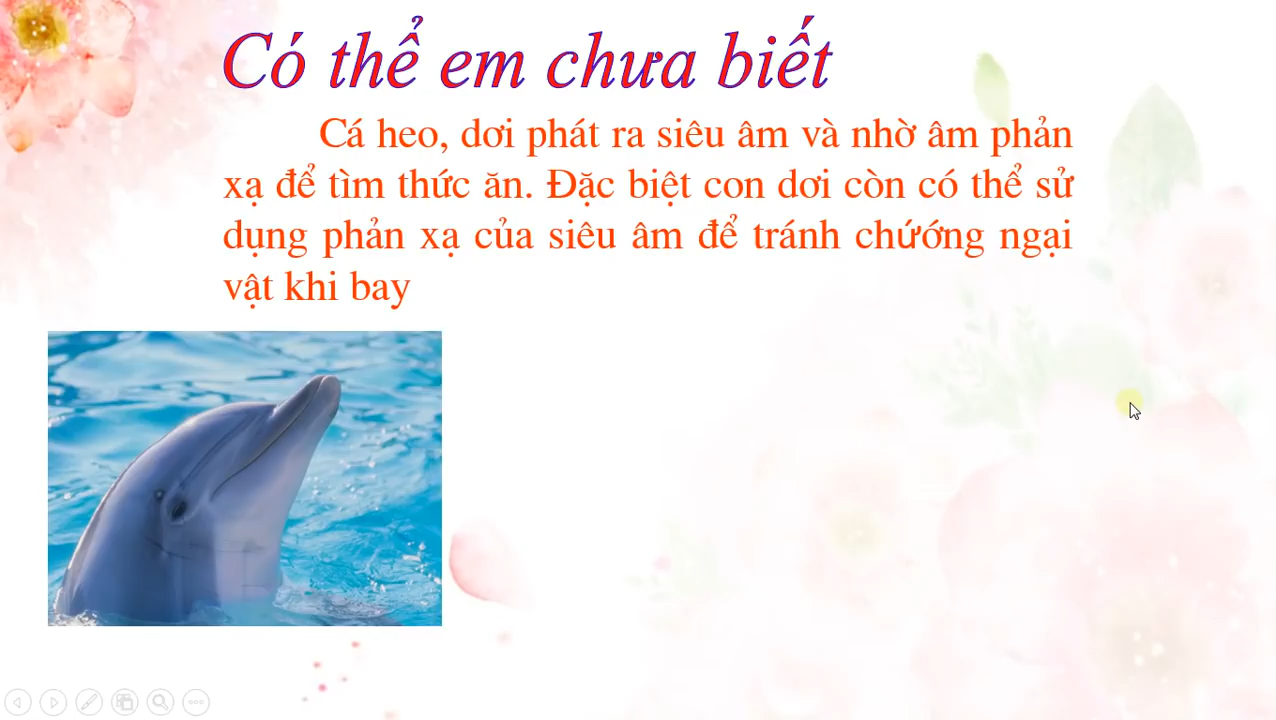 Có thể em chưa biết
Cá heo, dơi phát ra siêu âm và nhờ âm phản
xạ để tìm thức ăn. Đặc biệt con dơi còn có thể sử
dụng phản xạ của siêu âm để tránh chứớng ngại
vật khi bay